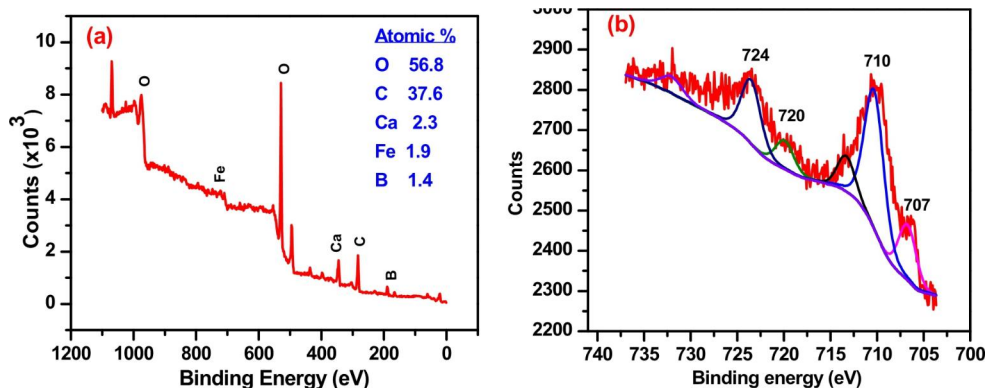 (a)
Atomic %
O 56.8
C 37.6
Ca 2.3
Fe 1.9
B 1.4
O
Fe
O
Ca
C
B
10
8
6
4
2
0
Counts (x10³)
1200 1000 800 600 400 200 0
Binding Energy (eV)
(b)
724
720
710
707
3000
2900
2800
2700
2600
2500
2400
2300
2200
Counts
740 735 730 725 720 715 710 705 700
Binding energy (eV)